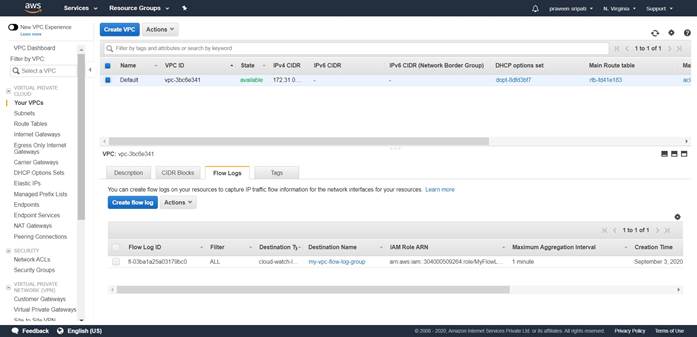 aws
Services
Resource Groups
praveen sripati
N. Virginia
Support
New VPC Experience
Learn more
VPC Dashboard
Filter by VPC:
Select a VPC
VIRTUAL PRIVATE
CLOUD
Your VPCs
Subnets
Route Tables
Internet Gateways
Egress Only Internet
Gateways
Carrier Gateways
DHCP Options Sets
Elastic IPs
Managed Prefix Lists
Endpoints
Endpoint Services
NAT Gateways
Peering Connections
SECURITY
Network ACLs
Security Groups
VIRTUAL PRIVATE
NETWORK (VPN)
Customer Gateways
Virtual Private Gateways
Site-to-Site VPN
Create VPC
Actions
Filter by tags and attributes or search by keyword
1 to 1 of 1
Name VPC ID State IPv4 CIDR IPv6 CIDR IPv6 CIDR (Network Border Group) DHCP options set Main Route table
Default vpc-3bc6e341 available 172.31.0.... - - dopt-8dfd3bf7 rtb-fd41e183
VPC: vpc-3bc6e341
Description CIDR Blocks Flow Logs Tags
You can create flow logs on your resources to capture IP traffic flow information for the network interfaces for your resources. Learn more
Create flow log
Actions
1 to 1 of 1
Flow Log ID Filter Destination Ty Destination Name IAM Role ARN Maximum Aggregation Interval Creation Time
fl-03ba1a25a03179bc0 ALL cloud-watch-l... my-vpc-flow-log-group arn:aws:iam::304000509264:role/MyFlowL... 1 minute September 3, 2020
Feedback
English (US)
© 2008 - 2020, Amazon Internet Services Private Ltd. or its affiliates. All rights reserved.
Privacy Policy
Terms of Use